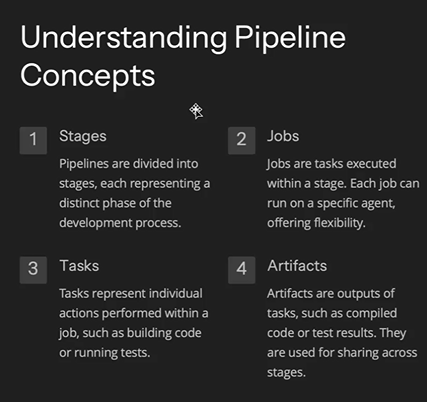 Understanding Pipeline
Concepts
1
Stages
Pipelines are divided into
stages, each representing a
distinct phase of the
development process.
2
Jobs
Jobs are tasks executed
within a stage. Each job can
run on a specific agent,
offering flexibility.
3
Tasks
Tasks represent individual
actions performed within a
job, such as building code
or running tests.
4
Artifacts
Artifacts are outputs of
tasks, such as compiled
code or test results. They
are used for sharing across
stages.